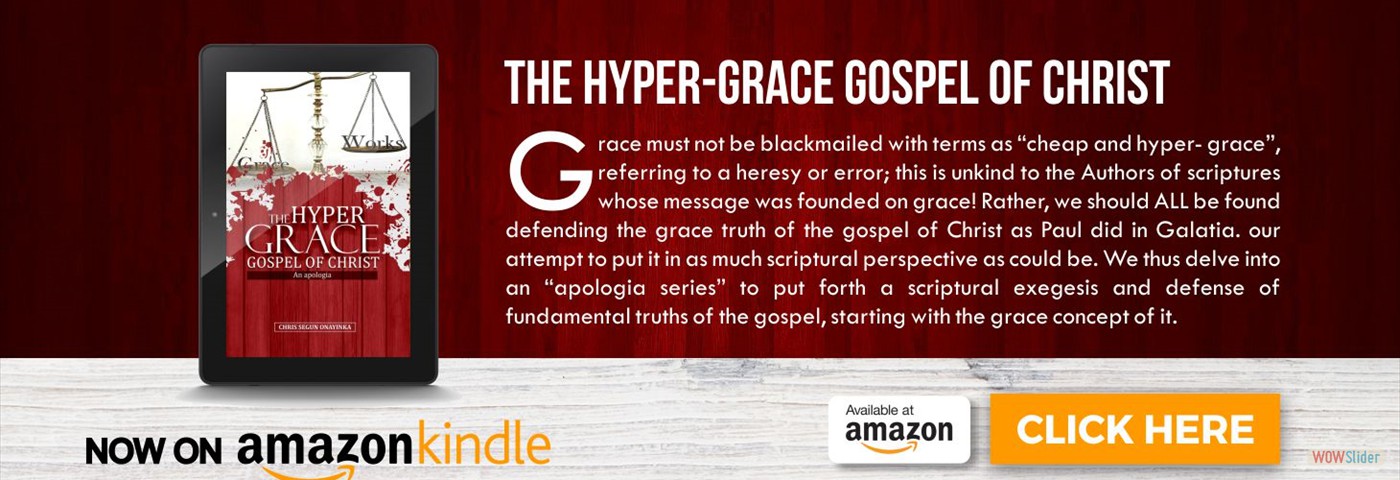 Works
Grace
THE HYPER
GRACE
GOSPEL OF CHRIST
An apologia
CHRIS SEGUN ONAYINKA
THE HYPER-GRACE GOSPEL OF CHRIST
Grace must not be blackmailed with terms as “cheap and hyper- grace”,
referring to a heresy or error; this is unkind to the Authors of scriptures
whose message was founded on grace! Rather, we should ALL be found
defending the grace truth of the gospel of Christ as Paul did in Galatia. our
attempt to put it in as much scriptural perspective as could be. We thus delve into
an “apologia series” to put forth a scriptural exegesis and defense of
fundamental truths of the gospel, starting with the grace concept of it.
NOW ON amazonkindle
Available at
amazon
CLICK HERE
WOWSlider